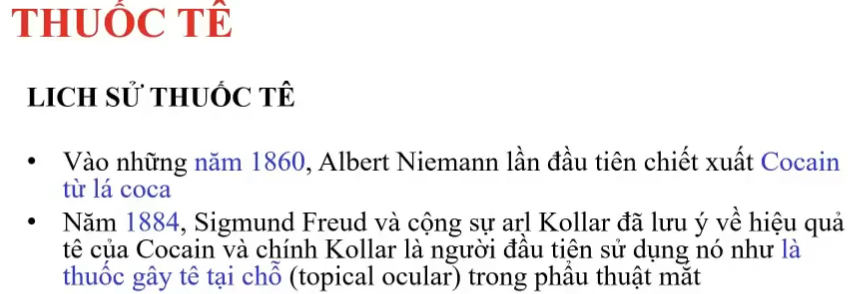 THUỐC TÊ
LICH SỬ THUỐC TÊ
• Vào những năm 1860, Albert Niemann lần đầu tiên chiết xuất Cocain
từ lá coca
• Năm 1884, Sigmund Freud và cộng sự arl Kollar đã lưu ý về hiệu quả
tê của Cocain và chính Kollar là người đầu tiên sử dụng nó như là
thuốc gây tê tại chỗ (topical ocular) trong phẫu thuật mắt